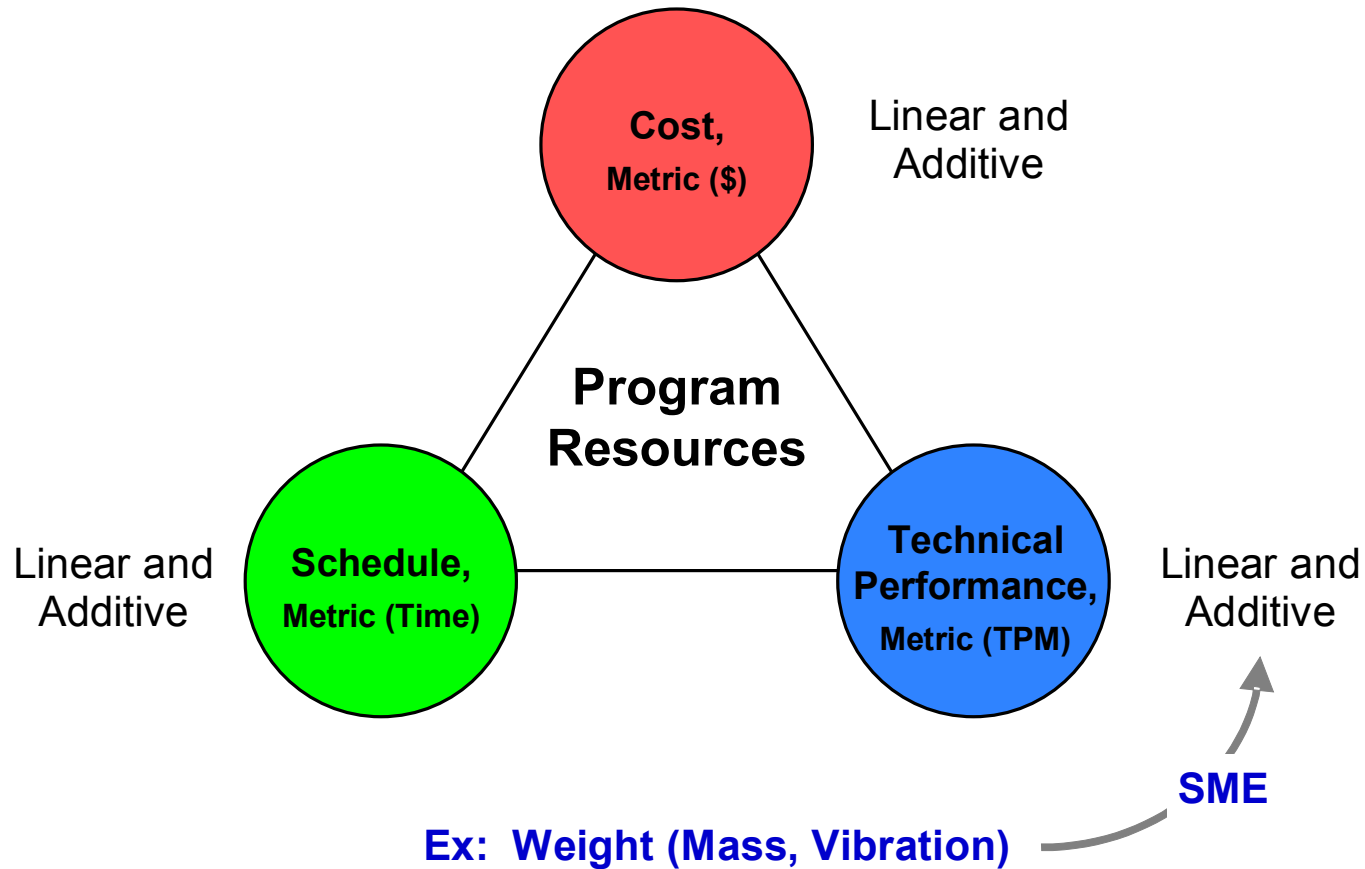 Cost,
Metric ($)
Linear and
Additive
Program
Resources
Linear and
Additive
Schedule,
Metric (Time)
Technical
Performance,
Metric (TPM)
Linear and
Additive
SME
Ex: Weight (Mass, Vibration)